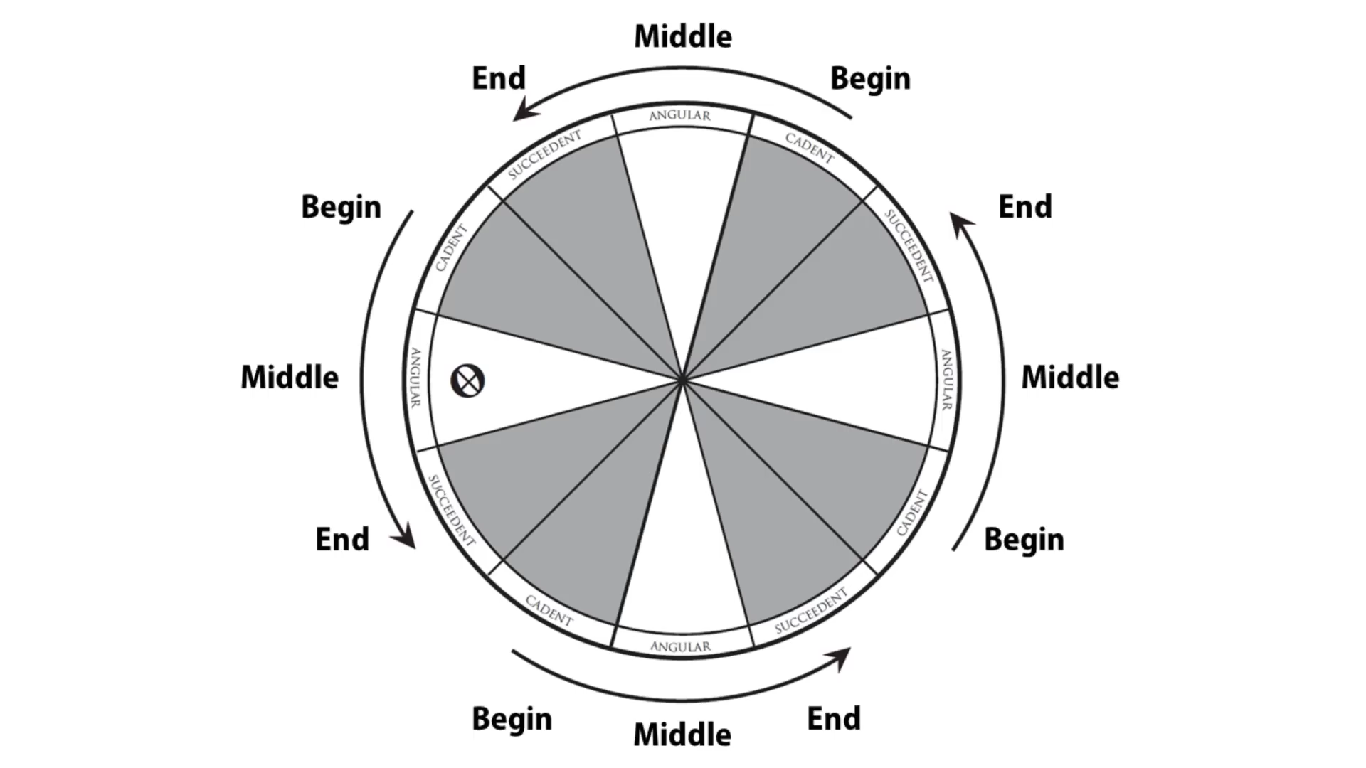 Middle
End
Begin
ANGULAR
SUCCEEDENT
CADENT
Begin
End
CADENT
SUCCEEDENT
Middle
ANGULAR
ANGULAR
Middle
SUCCEEDENT
CADENT
End
Begin
CADENT
SUCCEEDENT
ANGULAR
Begin
Middle
End